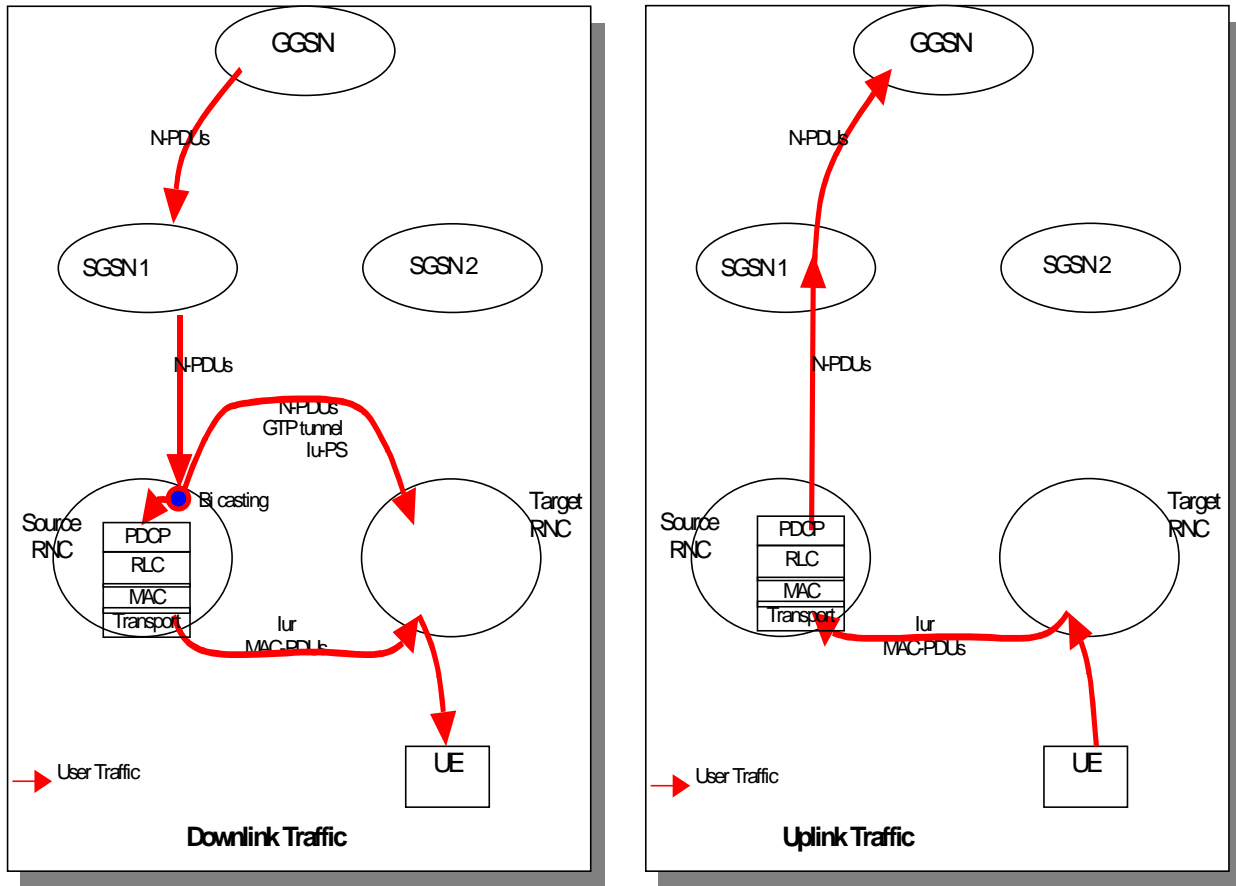 GGSN
N-PDUs
SGSN 1
SGSN 2
N-PDUs
N-PDUs
GTP tunnel
Iu-PS
Bi casting
Source
RNC
Target
RNC
PDCP
RLC
MAC
Transport
Iur
MAC-PDUs
UE
User Traffic
Downlink Traffic
GGSN
N-PDUs
SGSN 1
SGSN 2
N-PDUs
Source
RNC
Target
RNC
PDCP
RLC
MAC
Transport
Iur
MAC-PDUs
UE
User Traffic
Uplink Traffic